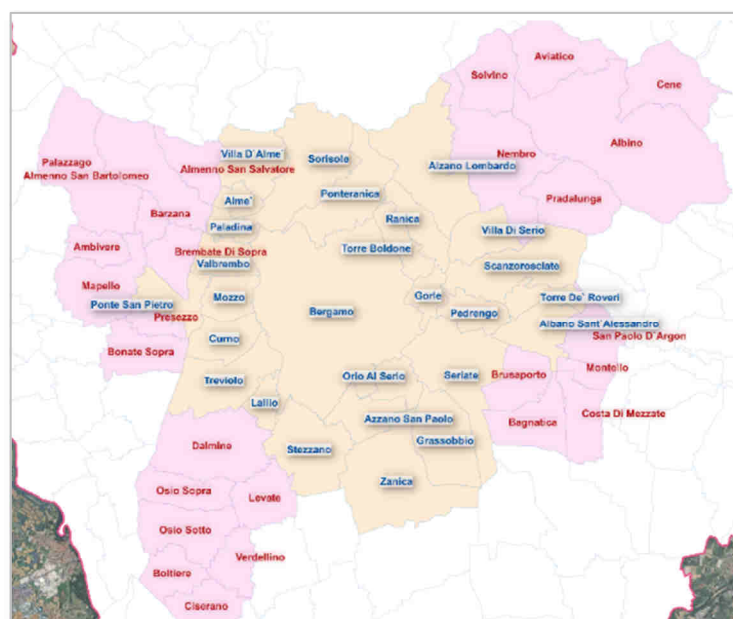 Aviatico
Selvino
Cene
Albino
Villa D'Alme'
Sorisole
Nembro
Palazzago
Almenno San Salvatore
Alzano Lombardo
Almenno San Bartolomeo
Ponteranica
Pradalunga
Alme'
Barzana
Ranica
Paladina
Villa Di Serio
Ambivere
Torre Boldone
Brembate Di Sopra
Valbrembo
Scanzorosciate
Mapello
Mozzo
Gorle
Torre De' Roveri
Ponte San Pietro
Presezzo
Bergamo
Pedrengo
Albano Sant'Alessandro
San Paolo D'Argon
Curno
Bonate Sopra
Montello
Treviolo
Orio Al Serio
Seriate
Brusaporto
Lallio
Costa Di Mezzate
Azzano San Paolo
Bagnatica
Grassobbio
Dalmine
Stezzano
Zanica
Osio Sopra
Levate
Osio Sotto
Verdellino
Boltiere
Ciserano